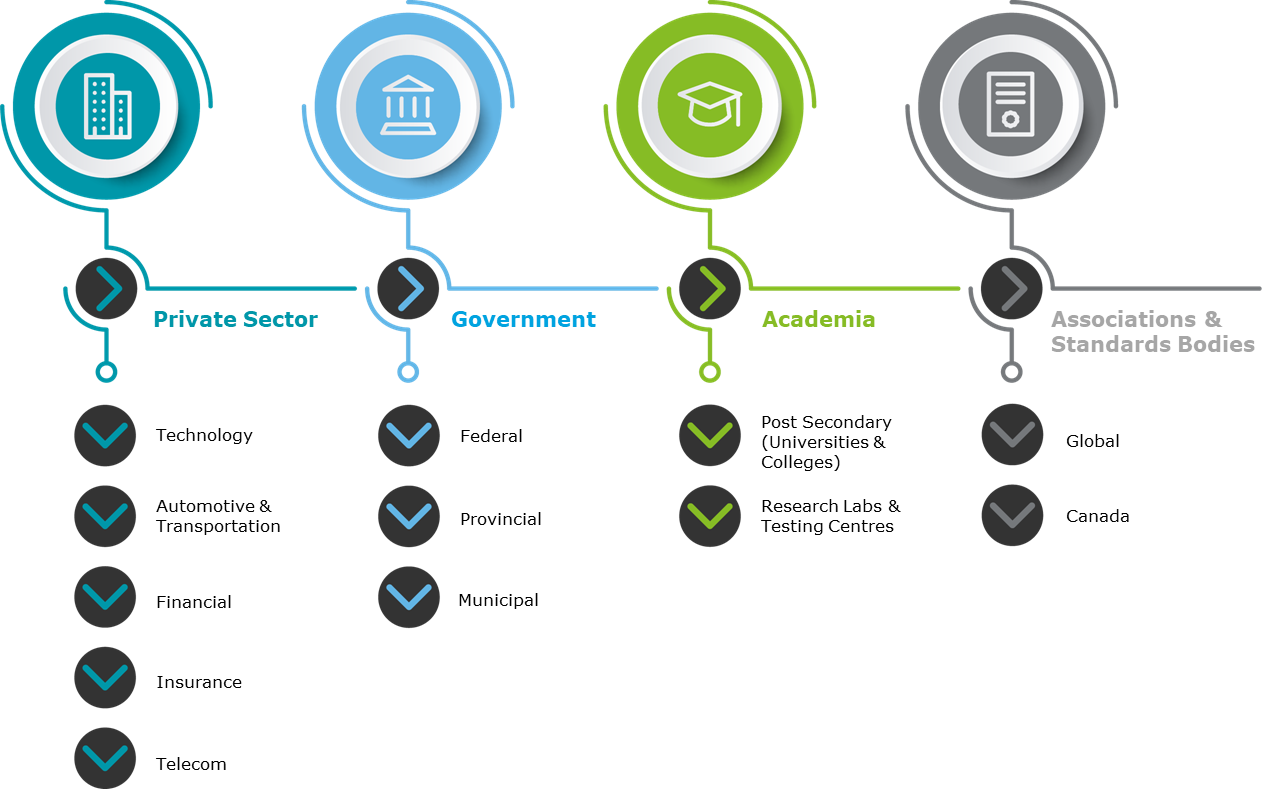 Private Sector
Government
Academia
Associations &
Standards Bodies
Technology
Automotive &
Transportation
Financial
Insurance
Telecom
Federal
Provincial
Municipal
Post Secondary
(Universities &
Colleges)
Research Labs &
Testing Centres
Global
Canada